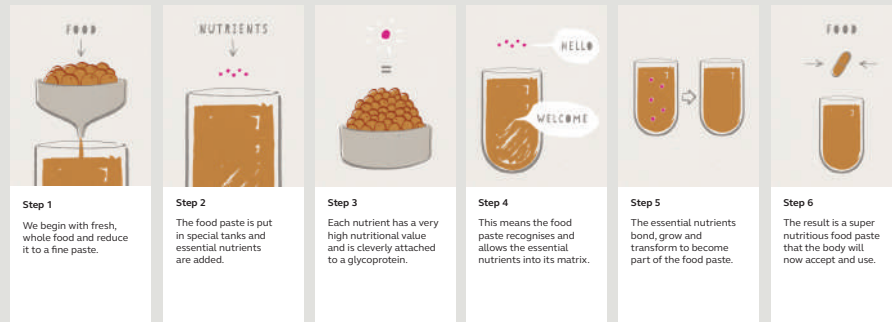 FOOD
Step 1
We begin with fresh,
whole food and reduce
it to a fine paste.
NUTRIENTS
Step 2
The food paste is put
in special tanks and
essential nutrients
are added.
=
Step 3
Each nutrient has a very
high nutritional value
and is cleverly attached
to a glycoprotein.
HELLO
WELCOME
Step 4
This means the food
paste recognises and
allows the essential
nutrients into its matrix.
Step 5
The essential nutrients
bond, grow and
transform to become
part of the food paste.
FOOD
Step 6
The result is a super
nutritious food paste
that the body will
now accept and use.